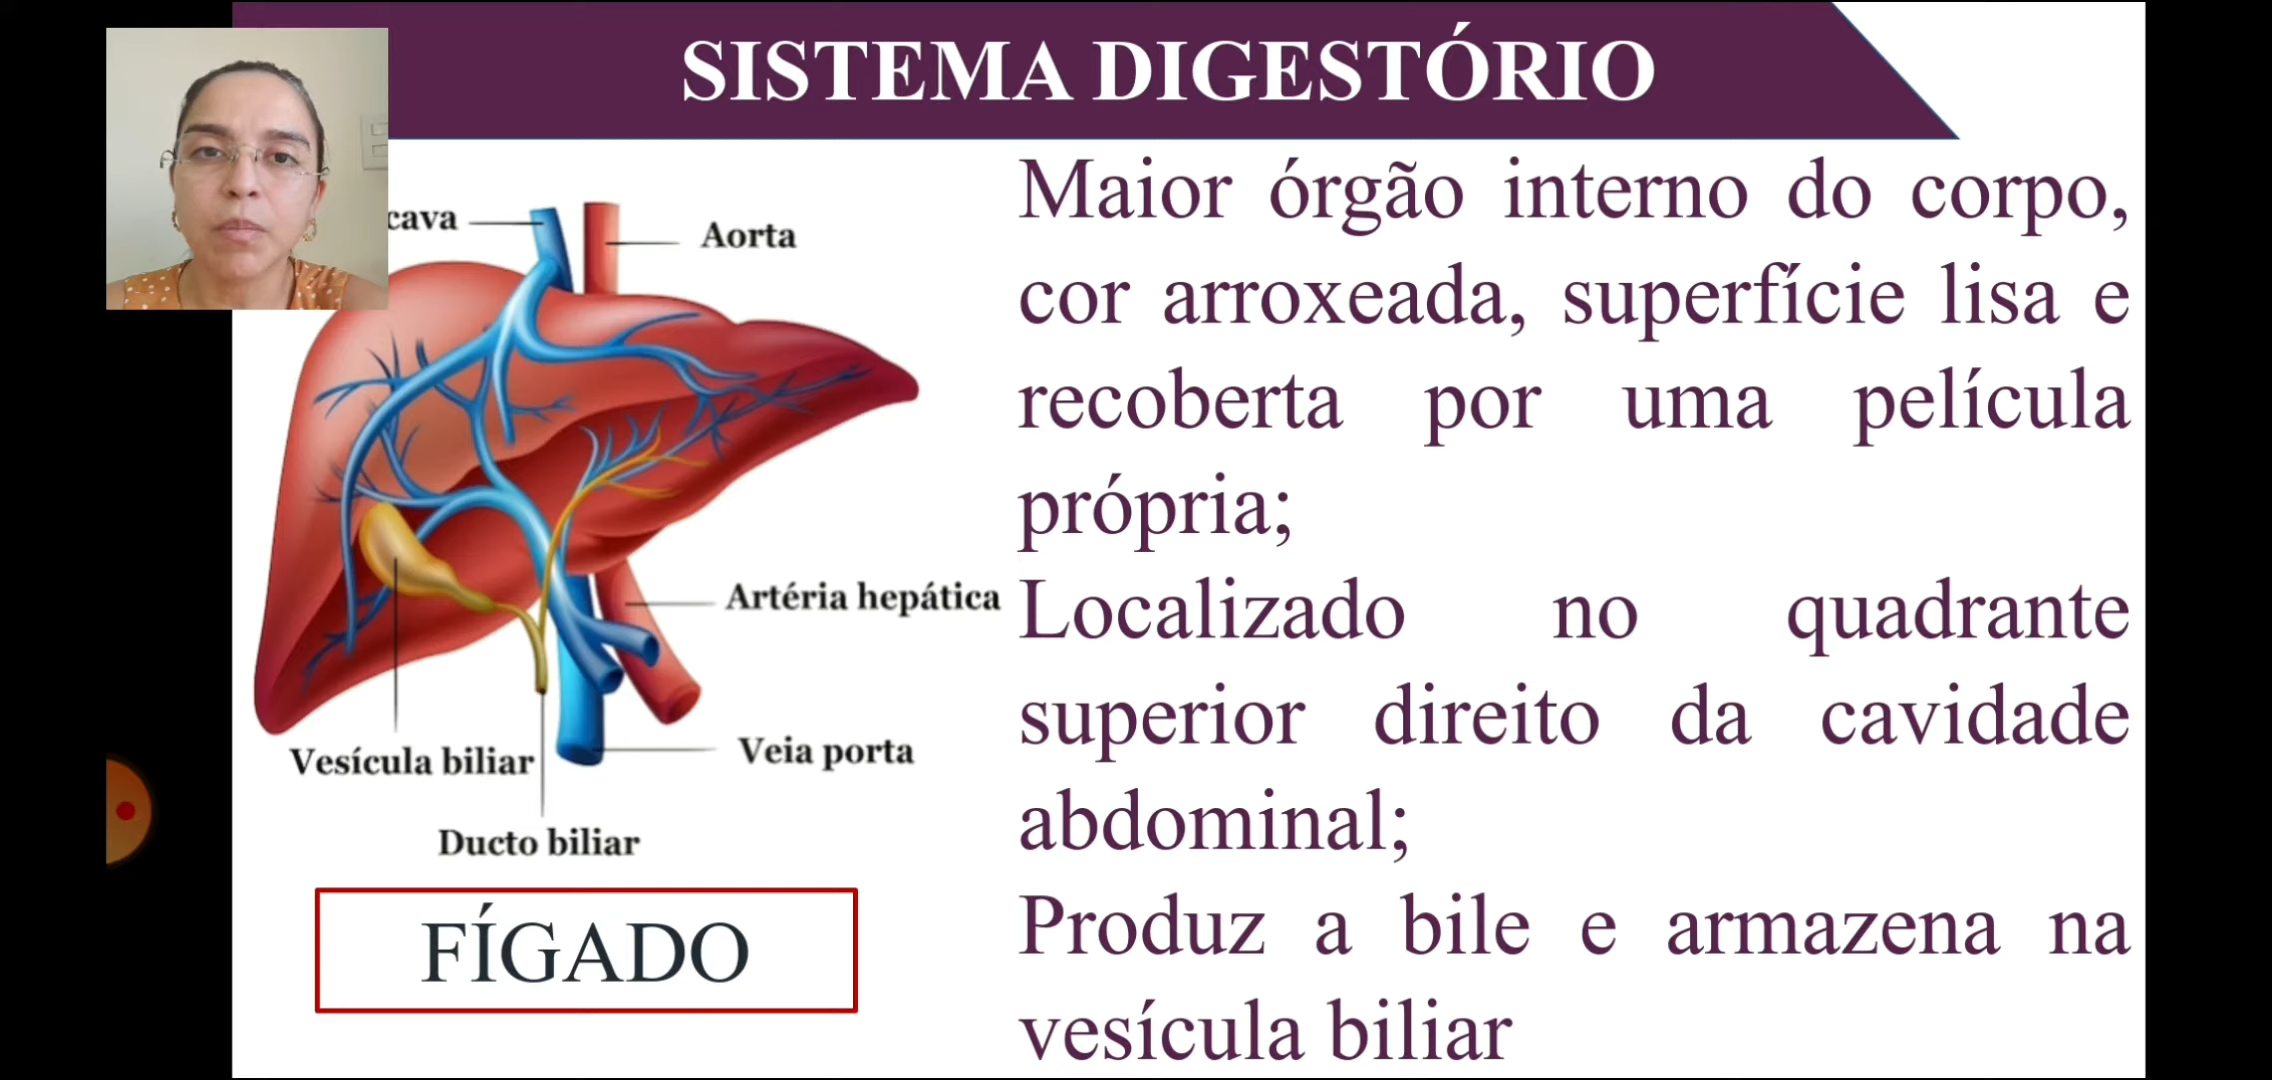 SISTEMA DIGESTÓRIO
cava
Aorta
Artéria hepática
Veia porta
Vesícula biliar
Ducto biliar
FÍGADO
Maior órgão interno do corpo,
cor arroxeada, superfície lisa e
recoberta por uma película
própria;
Localizado no quadrante
superior direito da cavidade
abdominal;
Produz a bile e armazena na
vesícula biliar